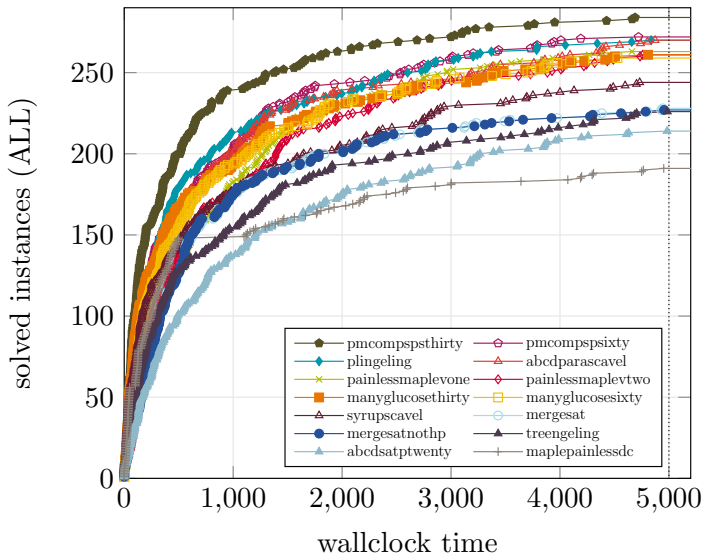 solved instances (ALL)
250
200
150
100
50
0
pmcompspsthirty pmcompspsixty
plingeling abcdparascavel
painlessmaplevone painlessmaplevtwo
manyglucosethirty manyglucosesixty
syrupscavel mergesat
mergesatnothp treengeling
abcdsatptwenty maplepainlessdc
0 1,000 2,000 3,000 4,000 5,000
wallclock time